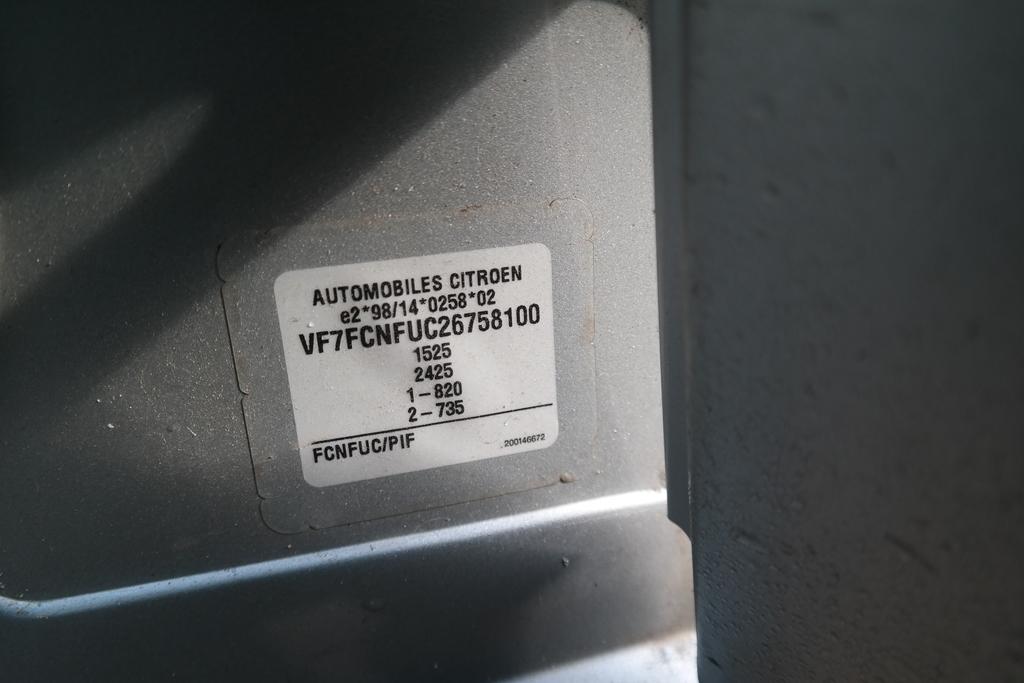 AUTOMOBILES CITROEN
e2*98/14*0258*02
VF7FCNFUC26758100
1525
2425
1-820
2-735
FCNFUC/PIF
200146672